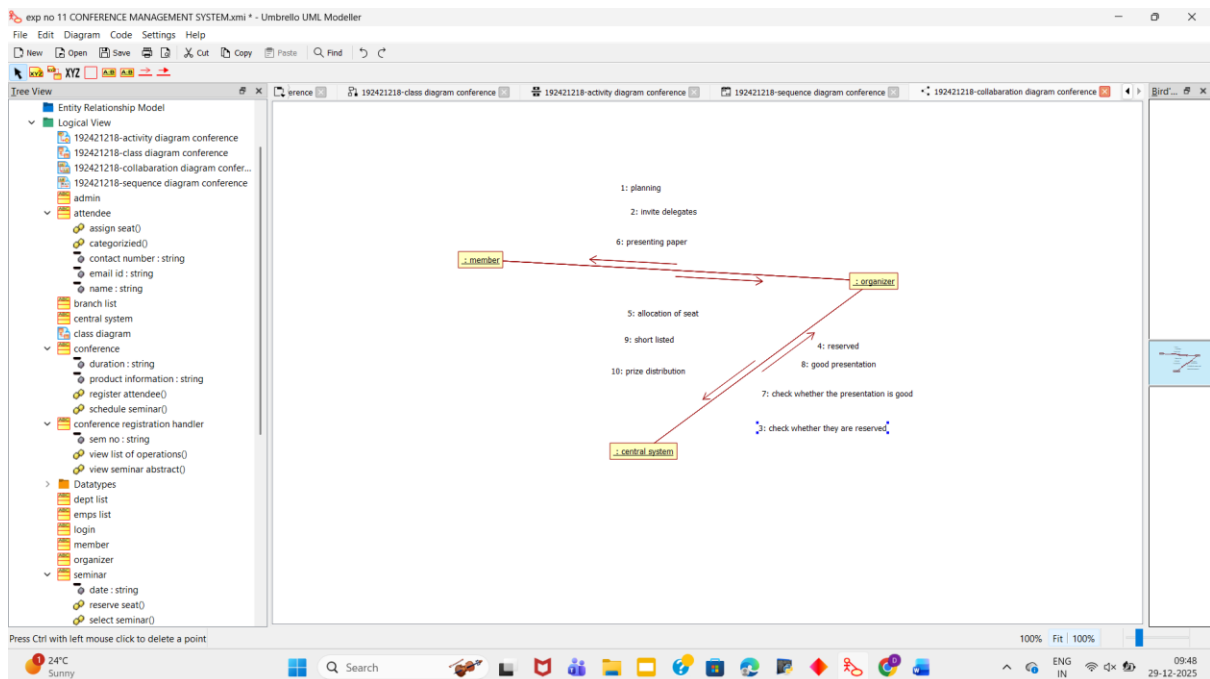 exp no 11 CONFERENCE MANAGEMENT SYSTEM.xmi * - Umbrello UML Modeller
File Edit Diagram Code Settings Help
New Open Save Cut Copy Paste Find
XYZ XYZ A:B A:B
Tree View
erence 192421218-class diagram conference 192421218-activity diagram conference 192421218-sequence diagram conference 192421218-collabaration diagram conference Bird'...
Entity Relationship Model
Logical View
192421218-activity diagram conference
192421218-class diagram conference
192421218-collabaration diagram confer...
192421218-sequence diagram conference
admin
attendee
assign seat()
categorizied()
contact number : string
email id : string
name : string
branch list
central system
class diagram
conference
duration : string
product information : string
register attendee()
schedule seminar()
conference registration handler
sem no : string
view list of operations()
view seminar abstract()
Datatypes
dept list
emps list
login
member
organizer
seminar
date : string
reserve seat()
select seminar()
1: planning
2: invite delegates
6: presenting paper
: member
: organizer
5: allocation of seat
9: short listed
4: reserved
8: good presentation
10: prize distribution
7: check whether the presentation is good
3: check whether they are reserved
: central system
Press Ctrl with left mouse click to delete a point
100% Fit 100%
1
24°C
Sunny
Search
ENG
IN
09:48
29-12-2025